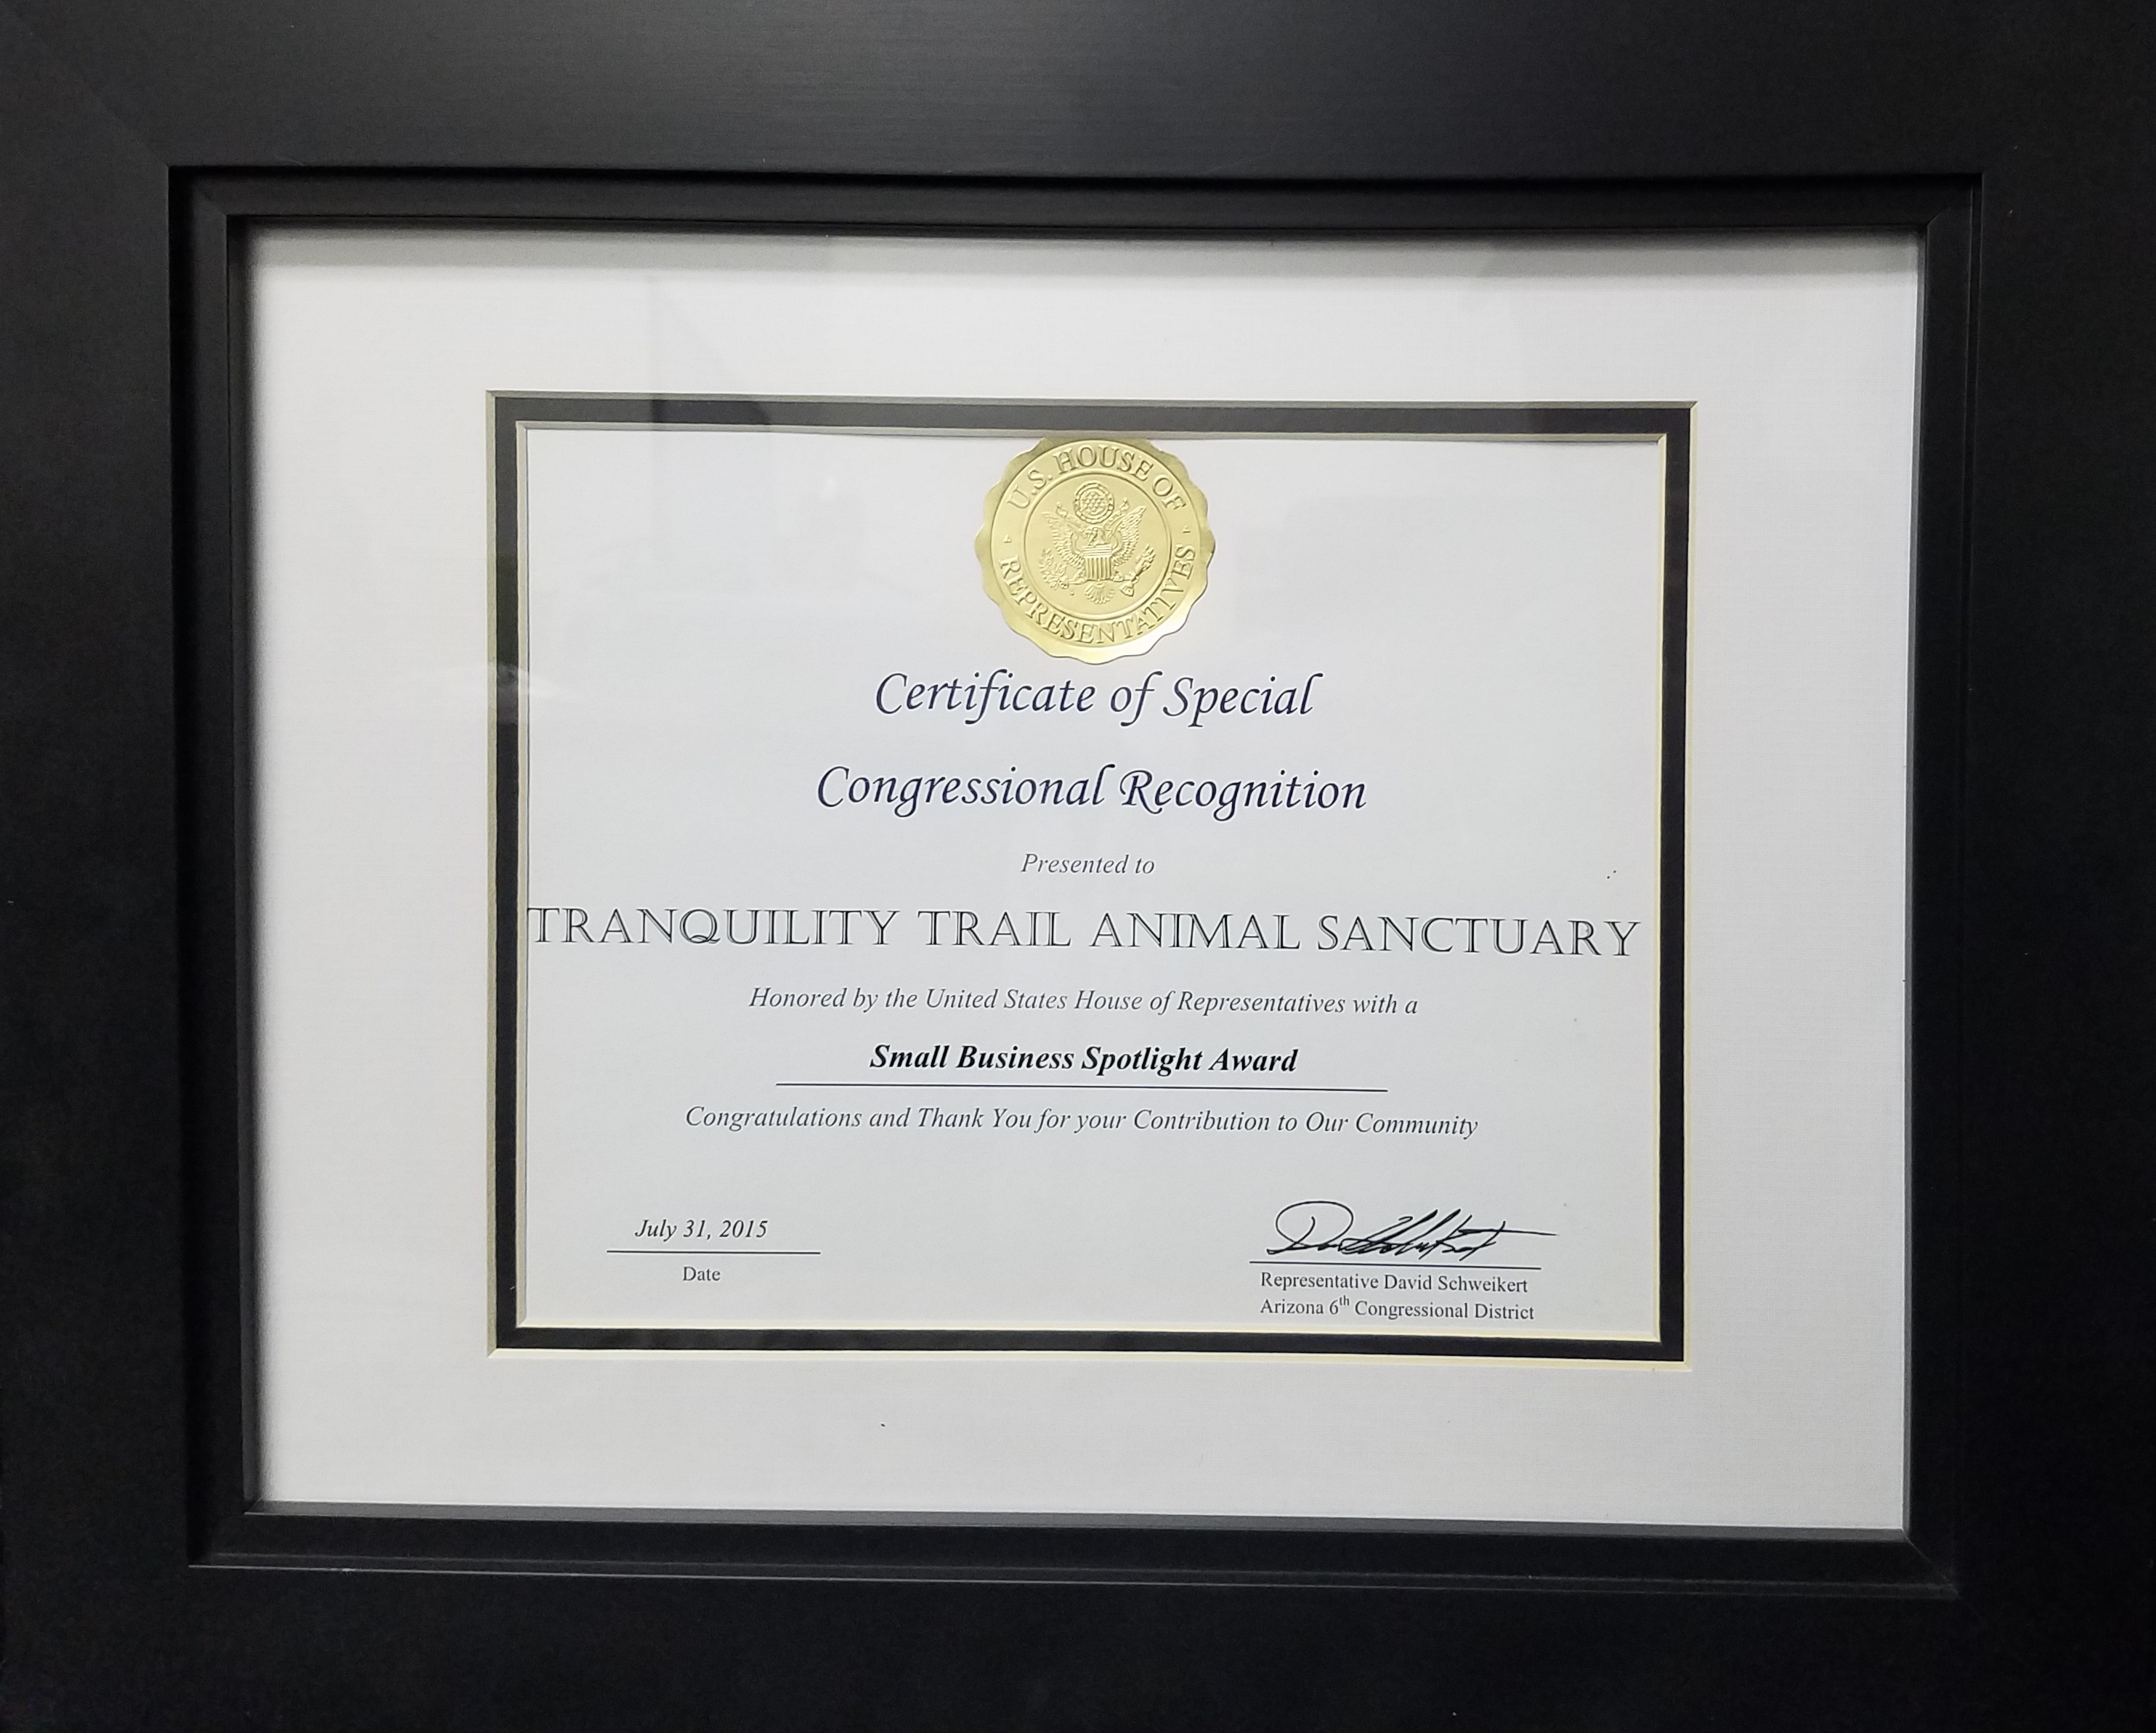 U.S. HOUSE OF
REPRESENTATIVES
Certificate of Special
Congressional Recognition
Presented to
TRANQUILITY TRAIL ANIMAL SANCTUARY
Honored by the United States House of Representatives with a
Small Business Spotlight Award
Congratulations and Thank You for your Contribution to Our Community
July 31, 2015
Date
Representative David Schweikert
Arizona 6th Congressional District